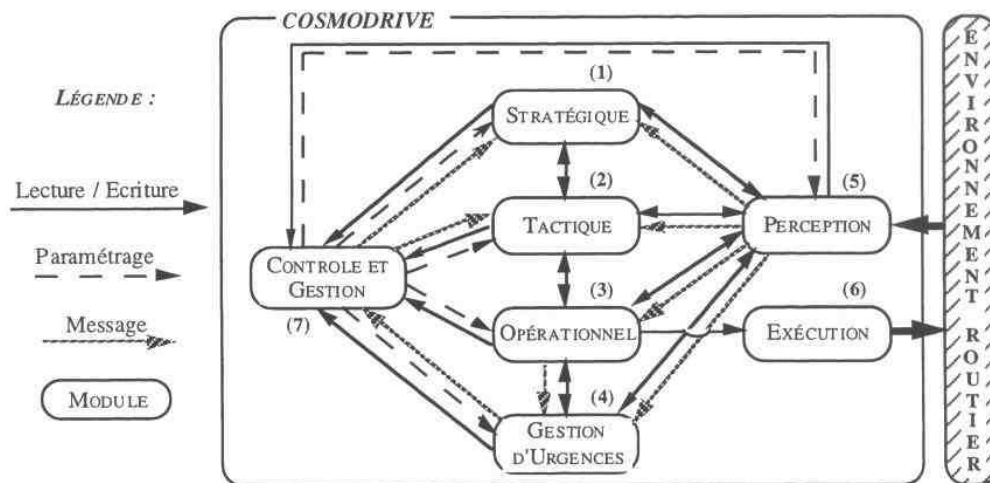 COSMODRIVE
LÉGENDE :
Lecture / Ecriture
Paramétrage
Message
MODULE
(1)
STRATÉGIQUE
(2)
TACTIQUE
(3)
OPÉRATIONNEL
(4)
GESTION
D'URGENCES
(5)
PERCEPTION
(6)
EXÉCUTION
CONTROLE ET
GESTION
(7)
ENVIRONNEMENT ROUTIER